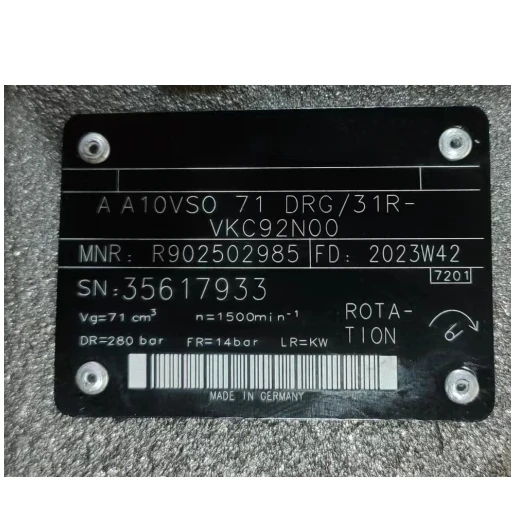 A A10VSO 71 DRG/31R-
VKC92N00
MNR: R902502985 FD: 2023W42
7201
SN:35617933
Vg=71 cm³ n=1500min⁻¹
DR=280 bar FR=14bar LR=KW
ROTA-
TION
MADE IN GERMANY